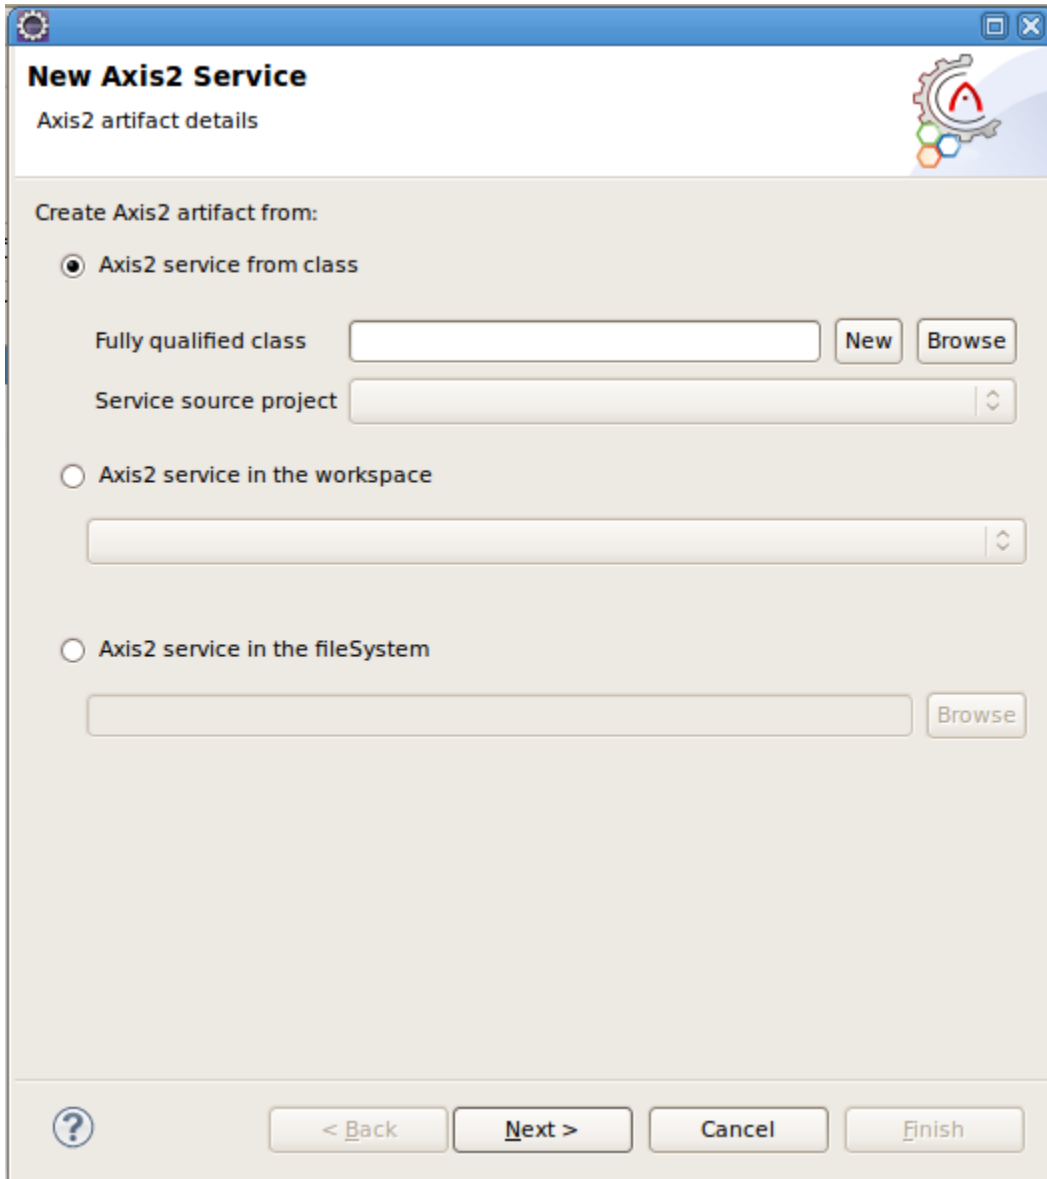 New Axis2 Service
Axis2 artifact details
Create Axis2 artifact from:
Axis2 service from class
Fully qualified class New Browse
Service source project
Axis2 service in the workspace
Axis2 service in the fileSystem
Browse
? < Back Next > Cancel Finish